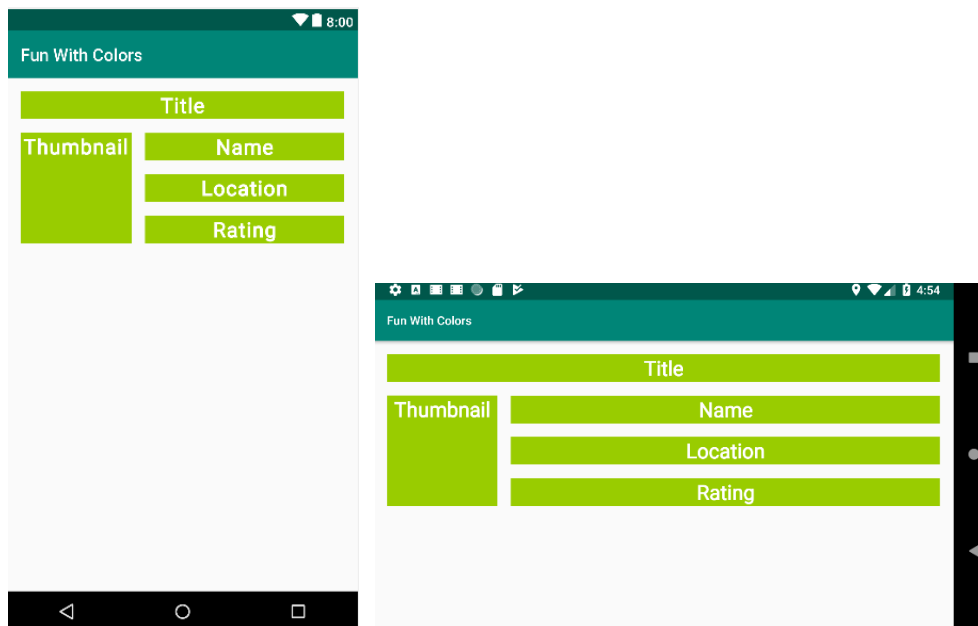 8:00
Fun With Colors
Title
Thumbnail Name
Location
Rating
4:54
Fun With Colors
Title
Thumbnail Name
Location
Rating